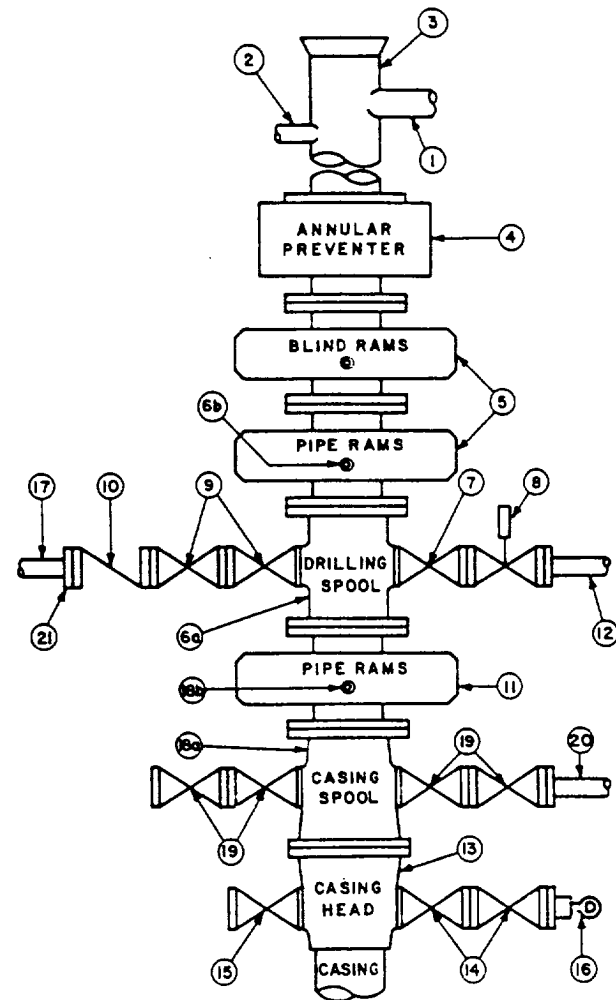 3
2
1
ANNULAR
PREVENTER
4
BLIND RAMS
6b
5
PIPE RAMS
17
10
9
7
8
DRILLING
SPOOL
21
6a
12
PIPE RAMS
18b
11
18a
19
20
CASING
SPOOL
19
13
CASING
HEAD
15
14
16
CASING